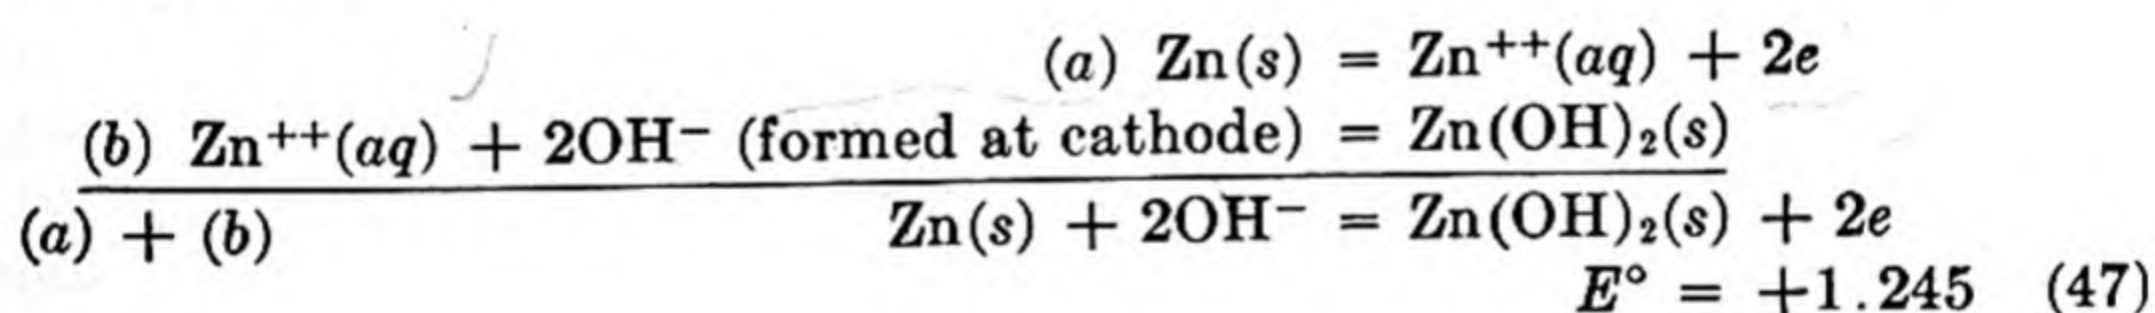 (a) Zn(s) = Zn⁺⁺(aq) + 2e
(b) Zn⁺⁺(aq) + 2OH⁻ (formed at cathode) = Zn(OH)₂(s)
(a) + (b) Zn(s) + 2OH⁻ = Zn(OH)₂(s) + 2e
E° = +1.245 (47)